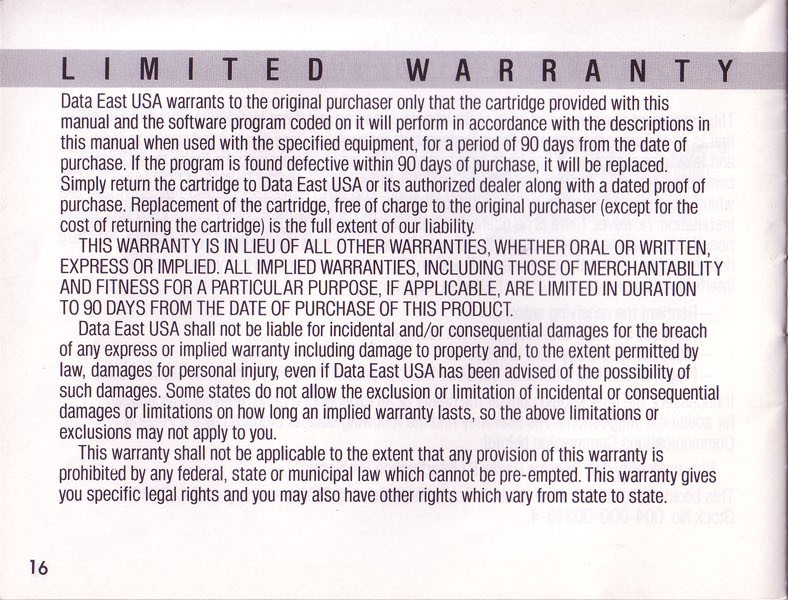 LIMITED WARRANTY
Data East USA warrants to the original purchaser only that the cartridge provided with this
manual and the software program coded on it will perform in accordance with the descriptions in
this manual when used with the specified equipment, for a period of 90 days from the date of
purchase. If the program is found defective within 90 days of purchase, it will be replaced.
Simply return the cartridge to Data East USA or its authorized dealer along with a dated proof of
purchase. Replacement of the cartridge, free of charge to the original purchaser (except for the
cost of returning the cartridge) is the full extent of our liability.
THIS WARRANTY IS IN LIEU OF ALL OTHER WARRANTIES, WHETHER ORAL OR WRITTEN,
EXPRESS OR IMPLIED. ALL IMPLIED WARRANTIES, INCLUDING THOSE OF MERCHANTABILITY
AND FITNESS FOR A PARTICULAR PURPOSE, IF APPLICABLE, ARE LIMITED IN DURATION
TO 90 DAYS FROM THE DATE OF PURCHASE OF THIS PRODUCT.
Data East USA shall not be liable for incidental and/or consequential damages for the breach
of any express or implied warranty including damage to property and, to the extent permitted by
law, damages for personal injury, even if Data East USA has been advised of the possibility of
such damages. Some states do not allow the exclusion or limitation of incidental or consequential
damages or limitations on how long an implied warranty lasts, so the above limitations or
exclusions may not apply to you.
This warranty shall not be applicable to the extent that any provision of this warranty is
prohibited by any federal, state or municipal law which cannot be pre-empted. This warranty gives
you specific legal rights and you may also have other rights which vary from state to state.
16